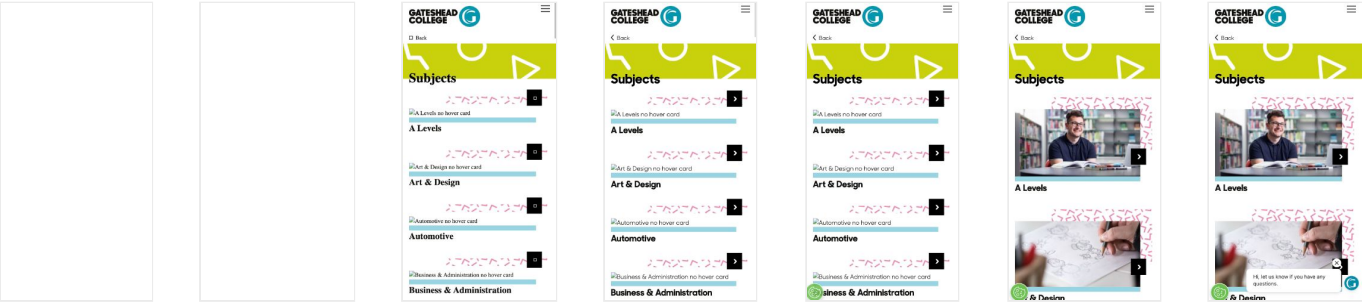 GATESHEAD
COLLEGE
Back
Subjects
A Levels no hover card
A Levels
Art & Design no hover card
Art & Design
Automotive no hover card
Automotive
Business & Administration no hover card
Business & Administration
GATESHEAD
COLLEGE
Back
Subjects
A Levels no hover card
A Levels
Art & Design no hover card
Art & Design
Automotive no hover card
Automotive
Business & Administration no hover card
Business & Administration
GATESHEAD
COLLEGE
Back
Subjects
A Levels no hover card
A Levels
Art & Design no hover card
Art & Design
Automotive no hover card
Automotive
Business & Administration no hover card
siness & Administration
GATESHEAD
COLLEGE
Back
Subjects
A Levels
& Design
GATESHEAD
COLLEGE
Back
Subjects
A Levels
Hi, let us know if you have any
questions.
& Design